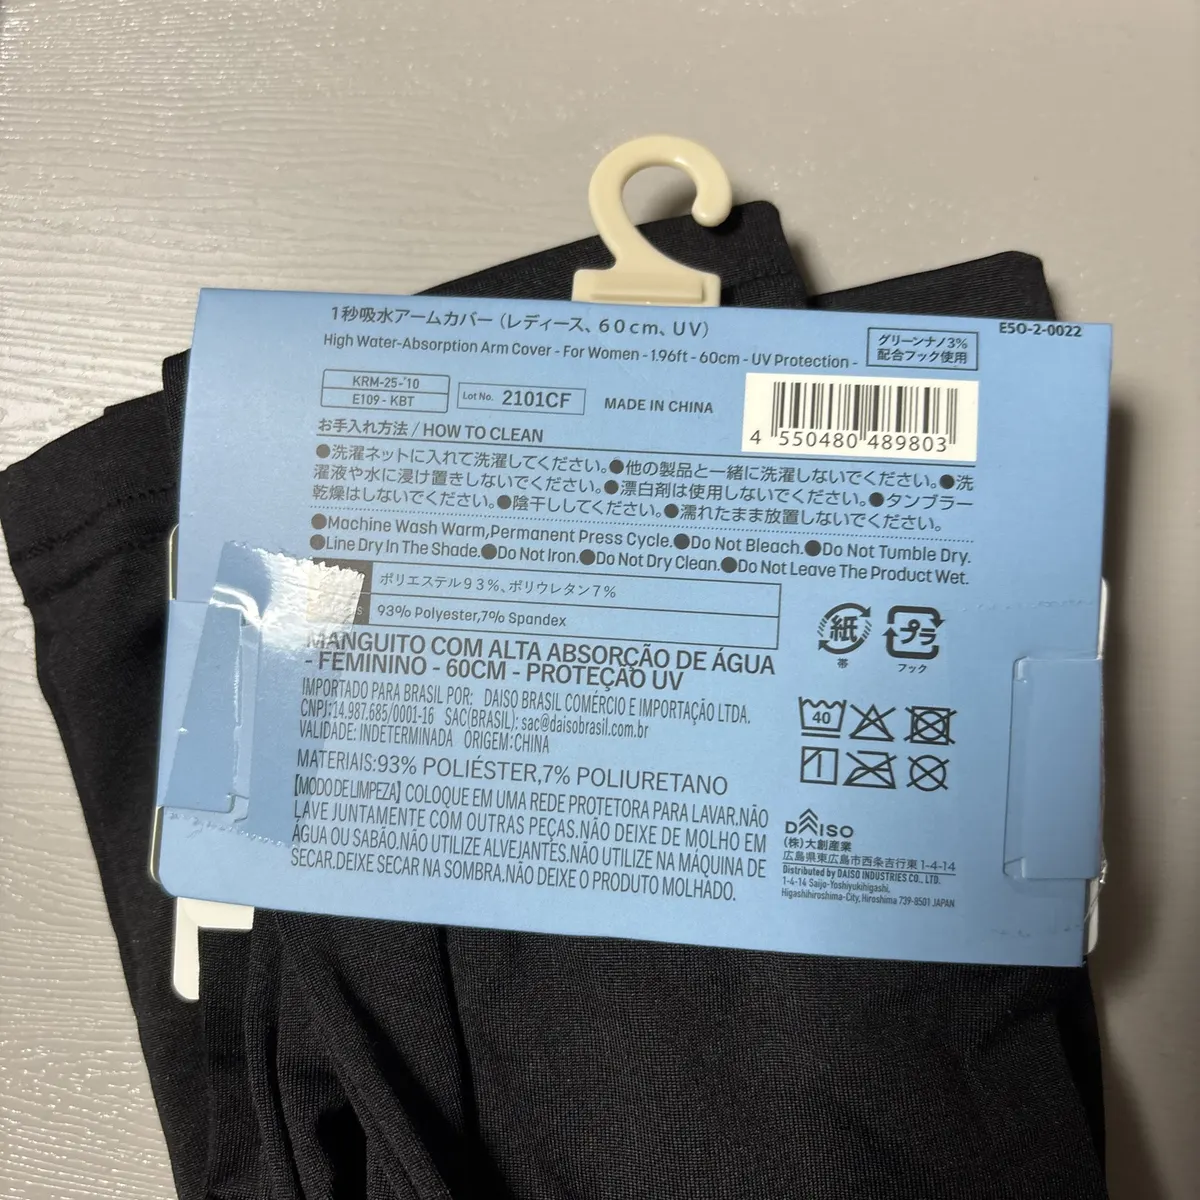 1秒吸水アームカバー（レディース、60cm、UV）
E50-2-0022
High Water-Absorption Arm Cover - For Women - 1.96ft - 60cm - UV Protection -
グリーンナノ3%
配合フック使用
KRM-25-'10
E109 - KBT
Lot No. 2101CF
MADE IN CHINA
4 550480 489803
お手入れ方法 / HOW TO CLEAN
●洗濯ネットに入れて洗濯してください。●他の製品と一緒に洗濯しないでください。●洗
濯液や水に浸け置きしないでください。●漂白剤は使用しないでください。●タンブラー
乾燥はしないでください。●陰干ししてください。●濡れたまま放置しないでください。
●Machine Wash Warm,Permanent Press Cycle.●Do Not Bleach.●Do Not Tumble Dry.
●Line Dry In The Shade.●Do Not Iron.●Do Not Dry Clean.●Do Not Leave The Product Wet.
ポリエステル93%、ポリウレタン7%
93% Polyester,7% Spandex
紙
帯
プラ
フック
MANGUITO COM ALTA ABSORÇÃO DE ÁGUA
- FEMININO - 60CM - PROTEÇÃO UV
IMPORTADO PARA BRASIL POR: DAISO BRASIL COMÉRCIO E IMPORTAÇÃO LTDA.
CNPJ:14.987.685/0001-16 SAC(BRASIL): sac@daisobrasil.com.br
VALIDADE: INDETERMINADA ORIGEM:CHINA
MATERIAIS:93% POLIÉSTER,7% POLIURETANO
[MODO DE LIMPEZA] COLOQUE EM UMA REDE PROTETORA PARA LAVAR.NÃO
LAVE JUNTAMENTE COM OUTRAS PEÇAS.NÃO DEIXE DE MOLHO EM
ÁGUA OU SABÃO.NÃO UTILIZE ALVEJANTES.NÃO UTILIZE NA MÁQUINA DE
SECAR.DEIXE SECAR NA SOMBRA.NÃO DEIXE O PRODUTO MOLHADO.
40
DAISO
(株)大創産業
広島県東広島市西条吉行東1-4-14
Distributed by DAISO INDUSTRIES CO., LTD.
1-4-14 Saijo-Yoshiyukihigashi,
Higashihiroshima-City, Hiroshima 739-8501 JAPAN